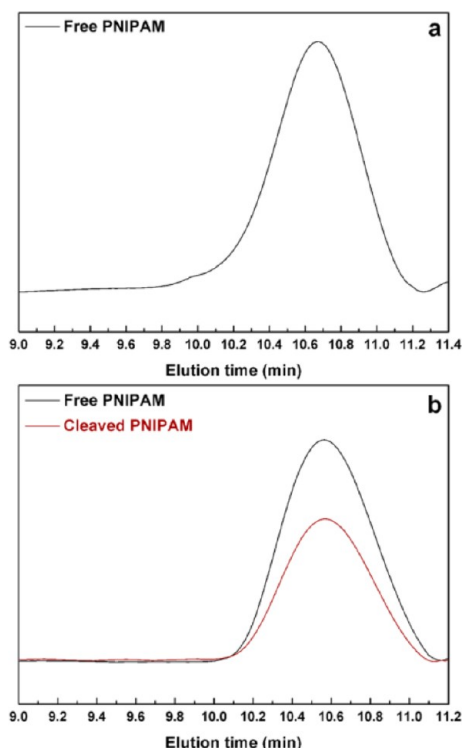 Free PNIPAM
a
9.0 9.2 9.4 9.6 9.8 10.0 10.2 10.4 10.6 10.8 11.0 11.2 11.4
Elution time (min)
Free PNIPAM
Cleaved PNIPAM
b
9.0 9.2 9.4 9.6 9.8 10.0 10.2 10.4 10.6 10.8 11.0 11.2
Elution time (min)